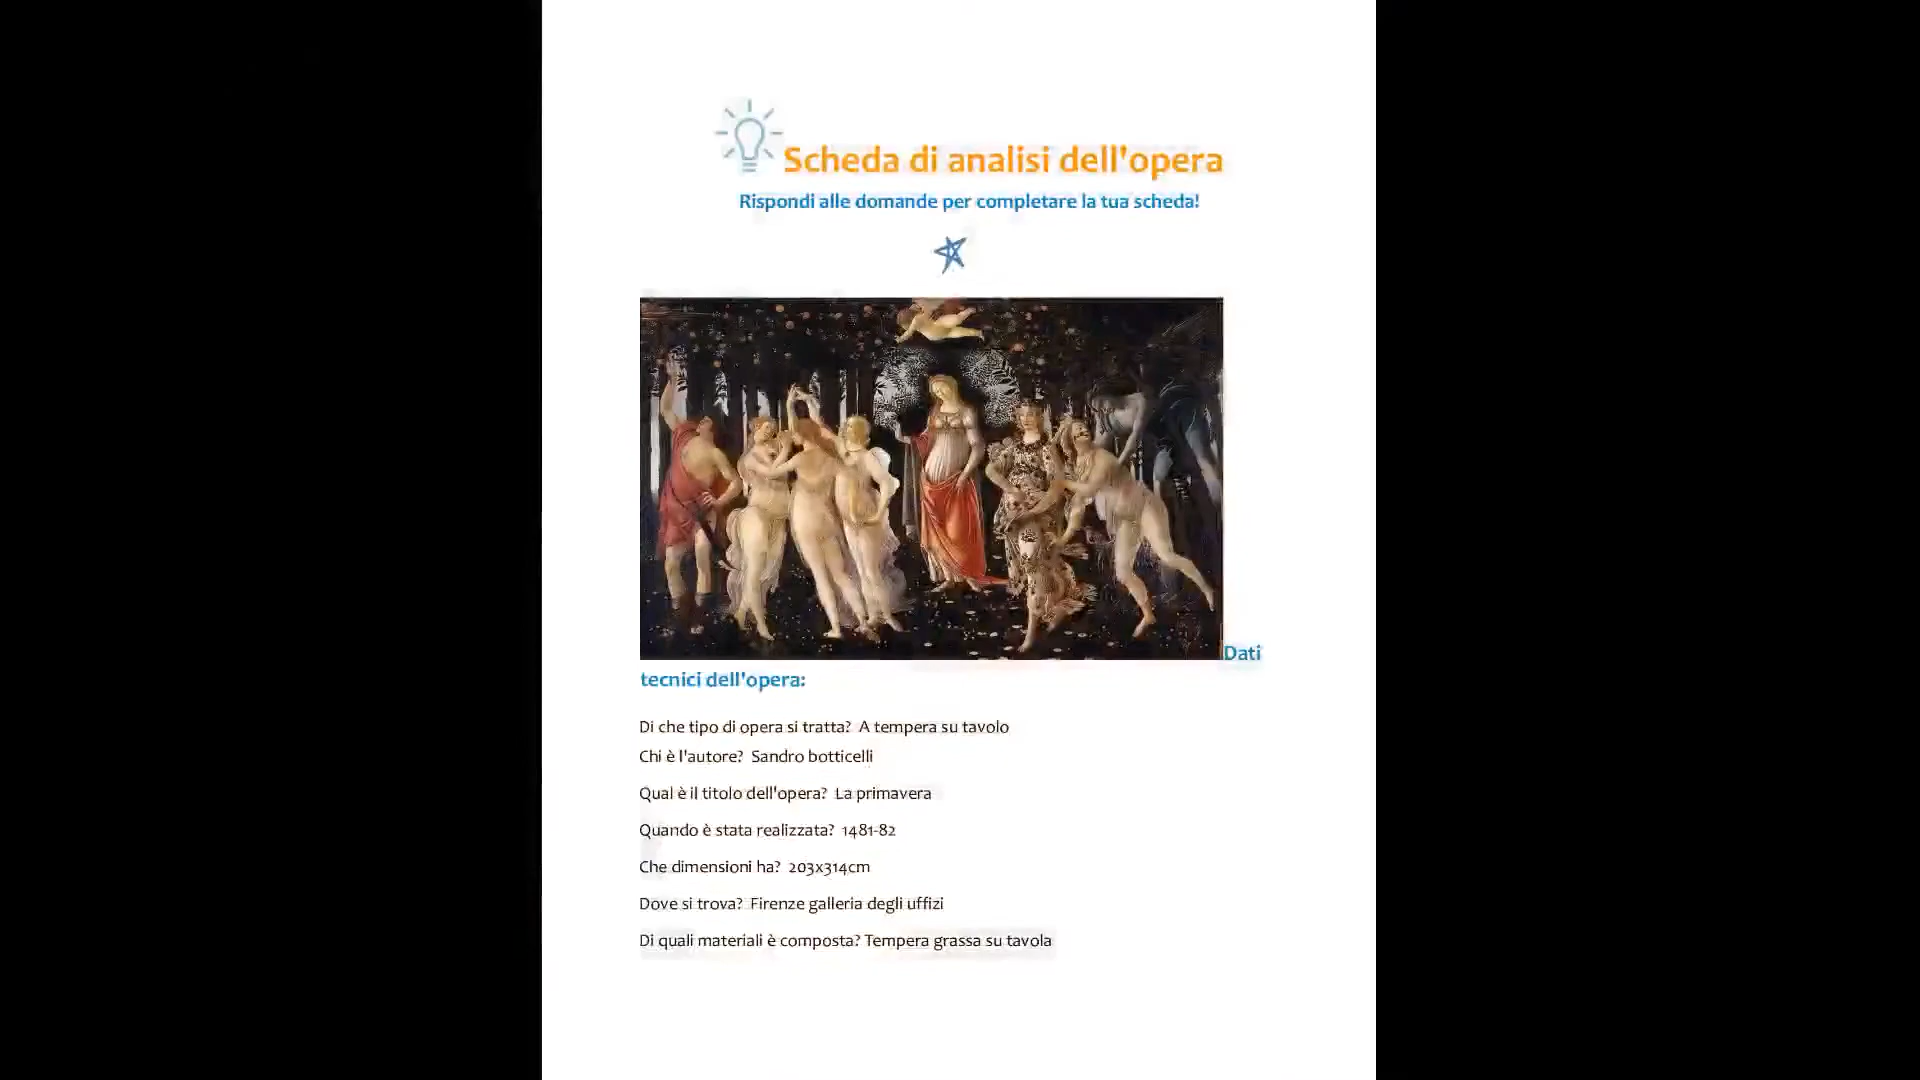 Scheda di analisi dell'opera
Rispondi alle domande per completare la tua scheda!
Dati
tecnici dell'opera:
Di che tipo di opera si tratta? A tempera su tavolo
Chi è l'autore? Sandro botticelli
Qual è il titolo dell'opera? La primavera
Quando è stata realizzata? 1481-82
Che dimensioni ha? 203x314cm
Dove si trova? Firenze galleria degli uffizi
Di quali materiali è composta? Tempera grassa su tavola